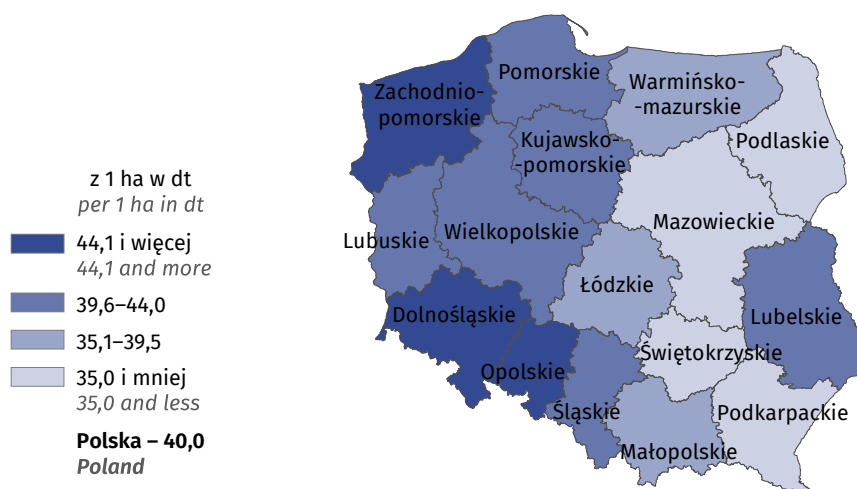 z 1 ha w dt
per 1 ha in dt
44,1 i więcej
44,1 and more
39,6–44,0
35,1–39,5
35,0 i mniej
35,0 and less
Polska – 40,0
Poland
Pomorskie
Warmińsko-
-mazurskie
Zachodnio-
pomorskie
Kujawsko-
-pomorskie
Podlaskie
Mazowieckie
Lubuskie
Wielkopolskie
Łódzkie
Dolnośląskie
Lubelskie
Opolskie
Świętokrzyskie
Śląskie
Podkarpackie
Małopolskie